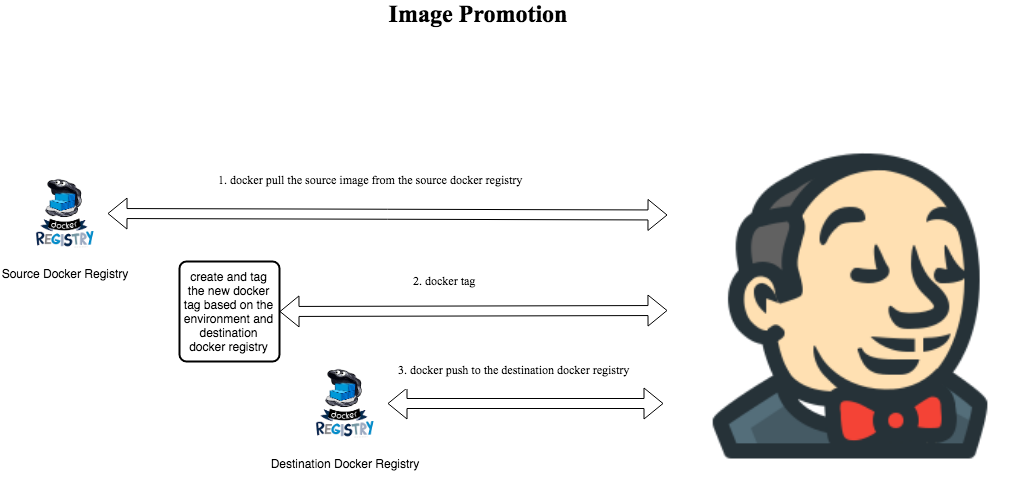 Image Promotion
1. docker pull the source image from the source docker registry
docker
REGISTRY
Source Docker Registry
create and tag
the new docker
tag based on the
environment and
destination
docker registry
2. docker tag
3. docker push to the destination docker registry
docker
REGISTRY
Destination Docker Registry